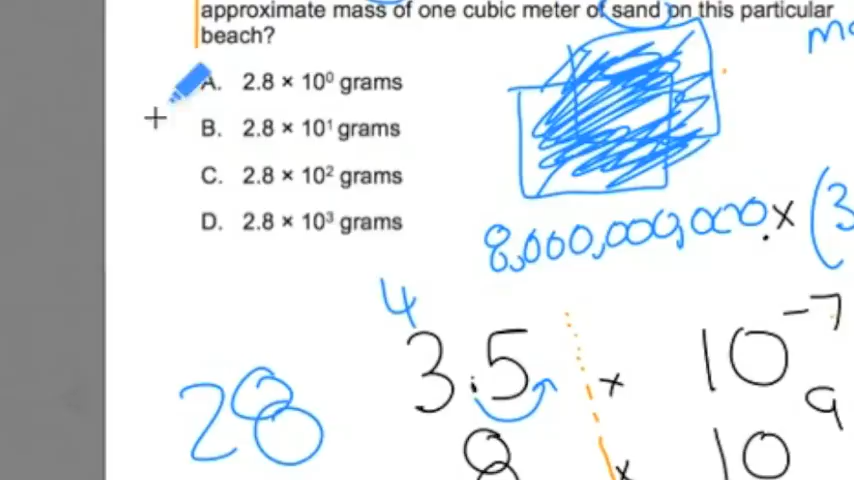 approximate mass of one cubic meter of sand on this particular
beach?
A. 2.8 × 10⁰ grams
B. 2.8 × 10¹ grams
C. 2.8 × 10² grams
D. 2.8 × 10³ grams
8,000,000,000 × (3
4
3.5 × 10⁻⁷
28
8 × 10⁹